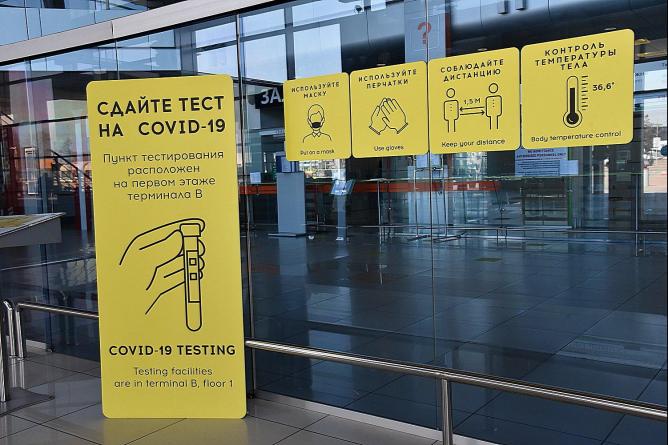 СДАЙТЕ ТЕСТ
НА COVID-19
Пункт тестирования
расположен
на первом этаже
терминала В
COVID-19 TESTING
Testing facilities
are in terminal B, floor 1
ИСПОЛЬЗУЙТЕ
МАСКУ
Put on a mask
ИСПОЛЬЗУЙТЕ
ПЕРЧАТКИ
Use gloves
СОБЛЮДАЙТЕ
ДИСТАНЦИЮ
1,5 М
Keep your distance
КОНТРОЛЬ
ТЕМПЕРАТУРЫ
ТЕЛА
36,6°
Body temperature control
?
ЗА